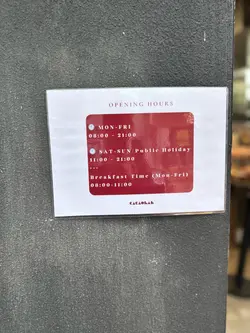 OPENING HOURS
MON-FRI
08:00 - 21:00
SAT-SUN Public Holiday
11:00 - 21:00
...
Breakfast Time (Mon-Fri)
08:00-11:00